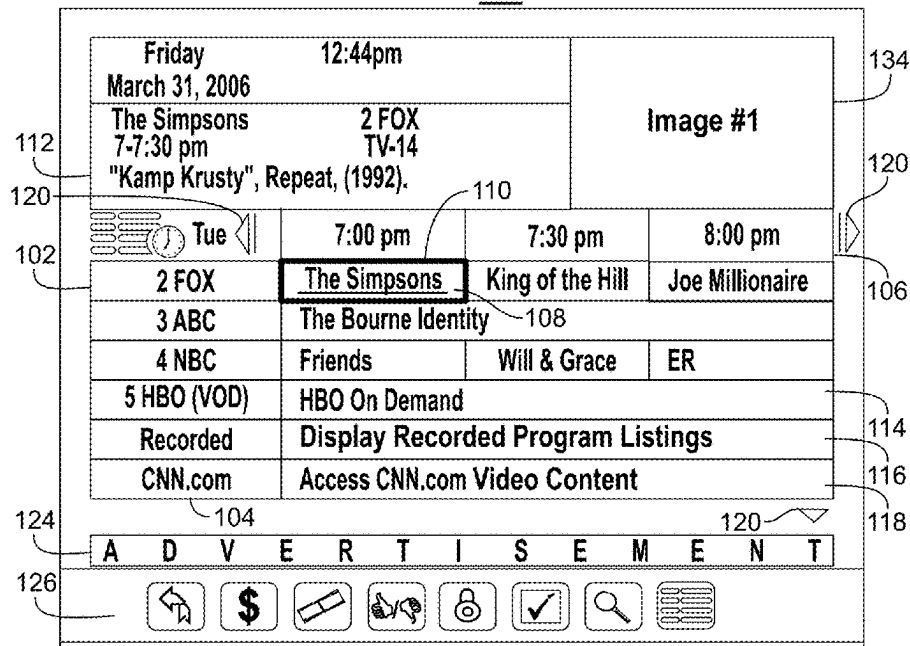 Friday 12:44pm
March 31, 2006
134
Image #1
The Simpsons 2 FOX
7-7:30 pm TV-14
112
"Kamp Krusty", Repeat, (1992).
110
120
120
Tue 7:00 pm 7:30 pm 8:00 pm
102
106
2 FOX The Simpsons King of the Hill Joe Millionaire
3 ABC The Bourne Identity 108
4 NBC Friends Will & Grace ER
5 HBO (VOD) HBO On Demand
114
Recorded Display Recorded Program Listings
116
CNN.com Access CNN.com Video Content
118
104
120
124
A D V E R T I S E M E N T
126
$